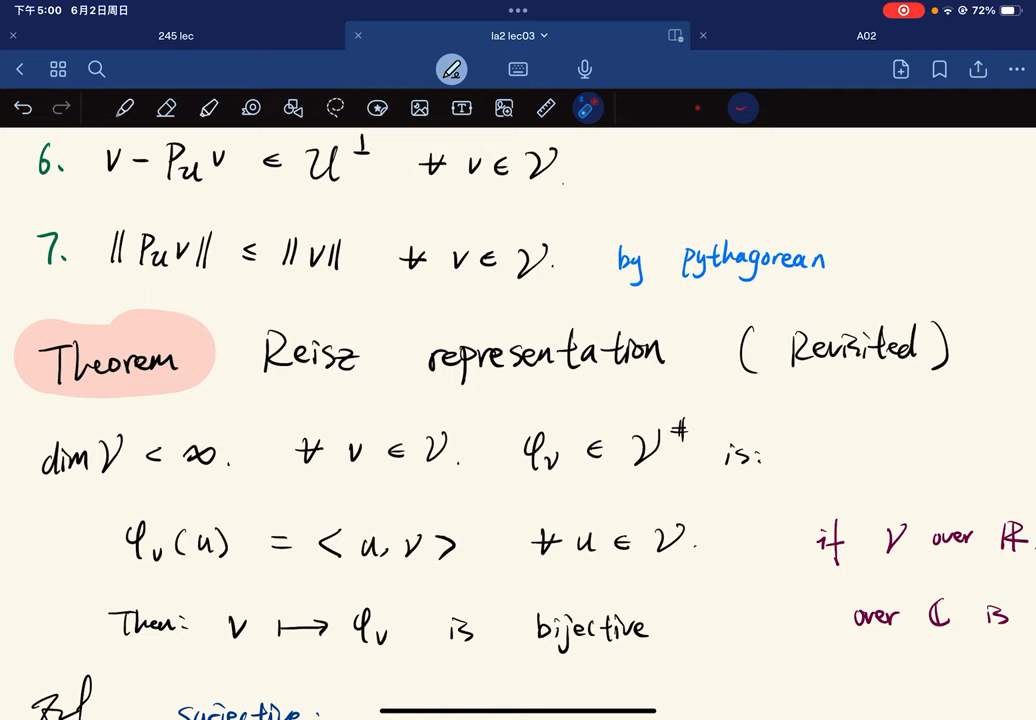 下午5:00 6月2日周日 72%
245 lec la2 lec03 A02
6. v - P_U v ∈ U^⊥ ∀ v ∈ V.
7. ‖P_U v‖ ≤ ‖v‖ ∀ v ∈ V. by pythagorean
Theorem Reisz representation (Revisited)
dim V < ∞. ∀ v ∈ V. φ_v ∈ V^# is:
φ_v(u) = <u, v> ∀ u ∈ V. if V over ℝ.
Then: v ⟼ φ_v is bijective over ℂ is
surjective: